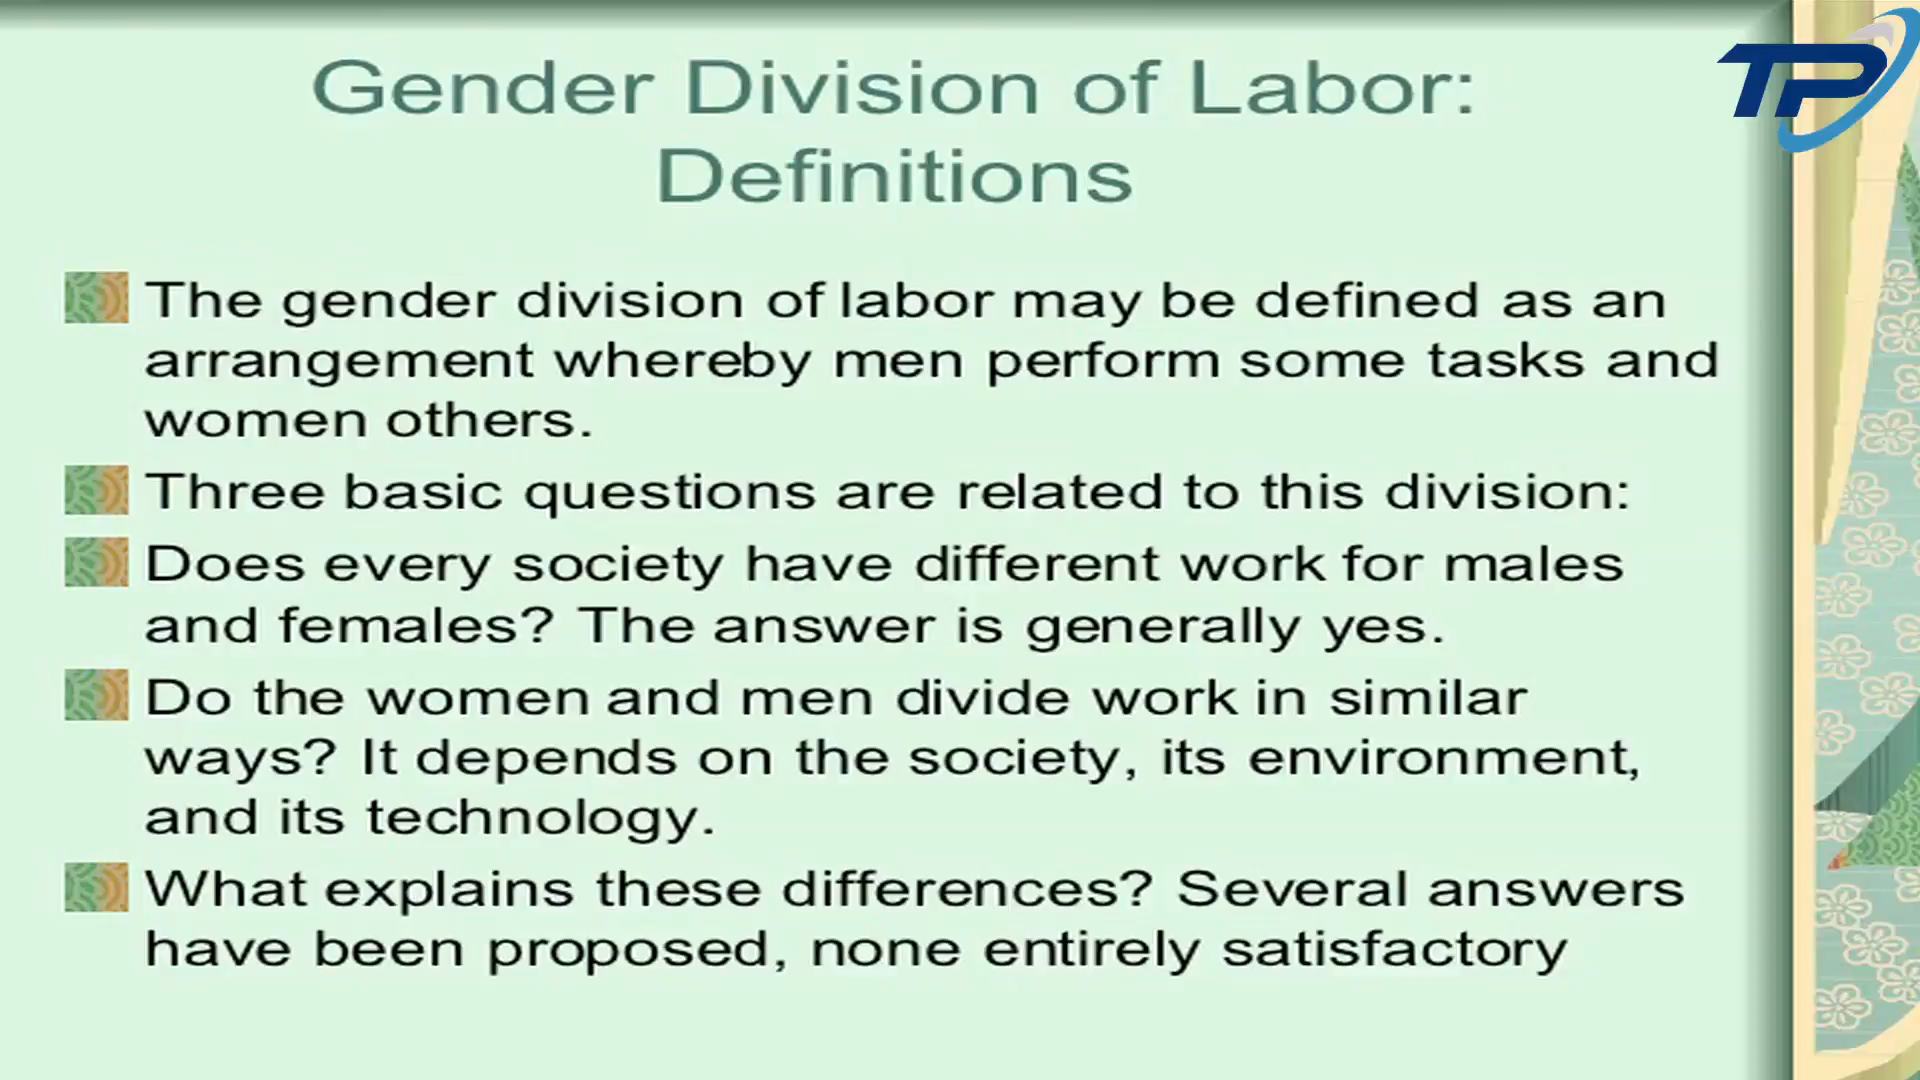 TP
Gender Division of Labor:
Definitions
The gender division of labor may be defined as an
arrangement whereby men perform some tasks and
women others.
Three basic questions are related to this division:
Does every society have different work for males
and females? The answer is generally yes.
Do the women and men divide work in similar
ways? It depends on the society, its environment,
and its technology.
What explains these differences? Several answers
have been proposed, none entirely satisfactory